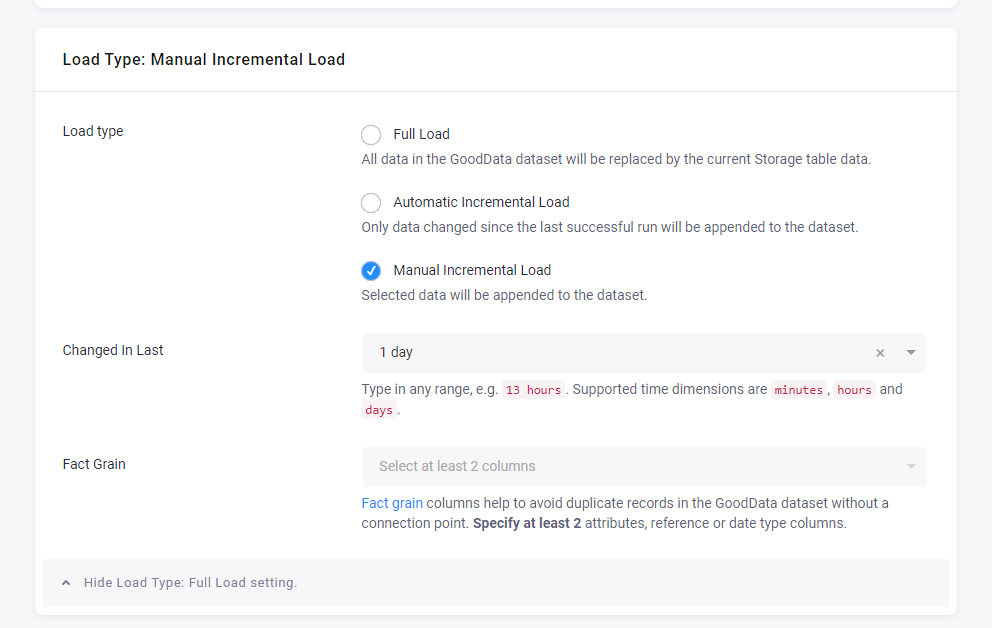 Load Type: Manual Incremental Load
Load type
Full Load
All data in the GoodData dataset will be replaced by the current Storage table data.
Automatic Incremental Load
Only data changed since the last successful run will be appended to the dataset.
Manual Incremental Load
Selected data will be appended to the dataset.
Changed In Last
1 day
Type in any range, e.g. 13 hours. Supported time dimensions are minutes, hours and
days.
Fact Grain
Select at least 2 columns
Fact grain columns help to avoid duplicate records in the GoodData dataset without a
connection point. Specify at least 2 attributes, reference or date type columns.
Hide Load Type: Full Load setting.